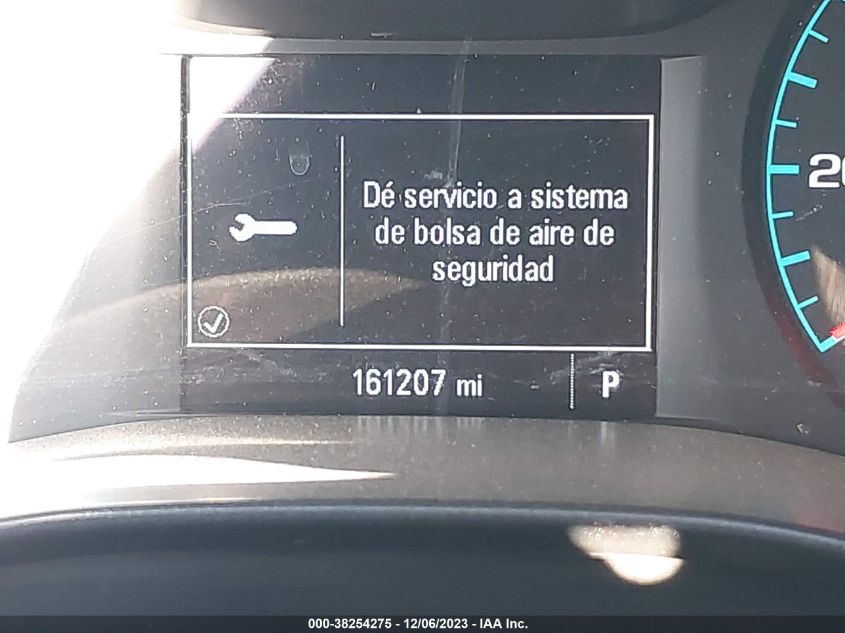 Dé servicio a sistema
de bolsa de aire de
seguridad
161207 mi
P
000-38254275 - 12/06/2023 - IAA Inc.